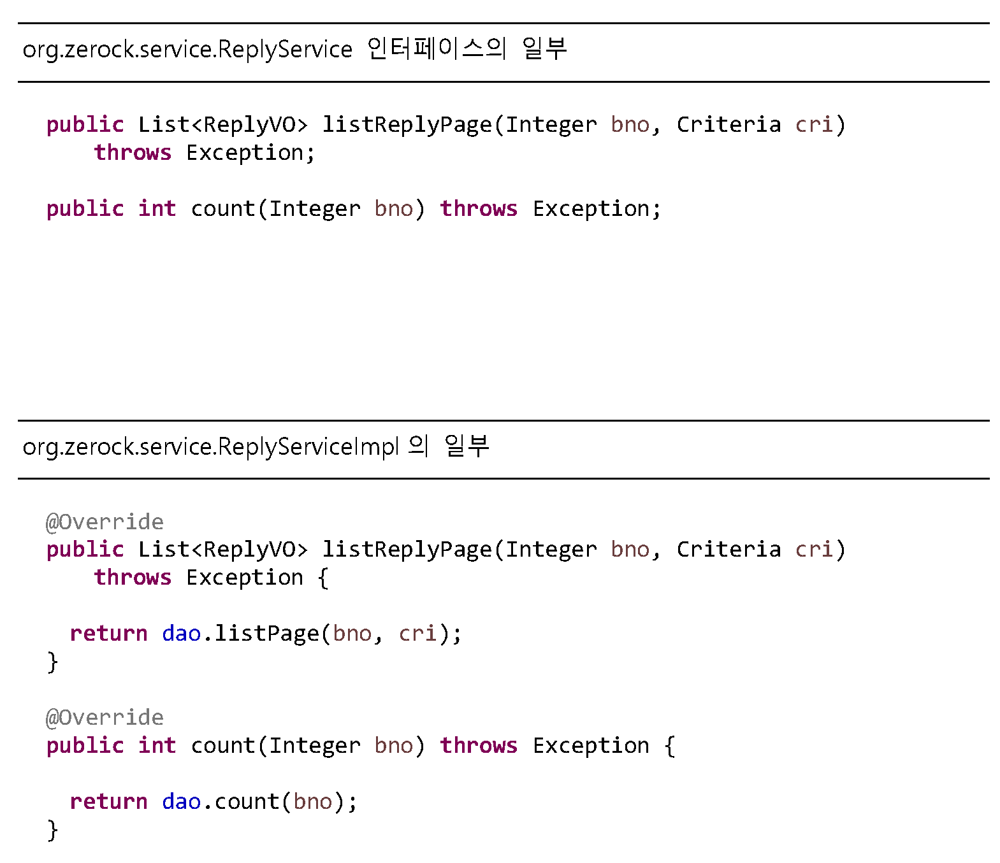 org.zerock.service.ReplyService 인터페이스의 일부
public List<ReplyVO> listReplyPage(Integer bno, Criteria cri)
throws Exception;
public int count(Integer bno) throws Exception;
org.zerock.service.ReplyServiceImpl 의 일부
@Override
public List<ReplyVO> listReplyPage(Integer bno, Criteria cri)
throws Exception {
return dao.listPage(bno, cri);
}
@Override
public int count(Integer bno) throws Exception {
return dao.count(bno);
}